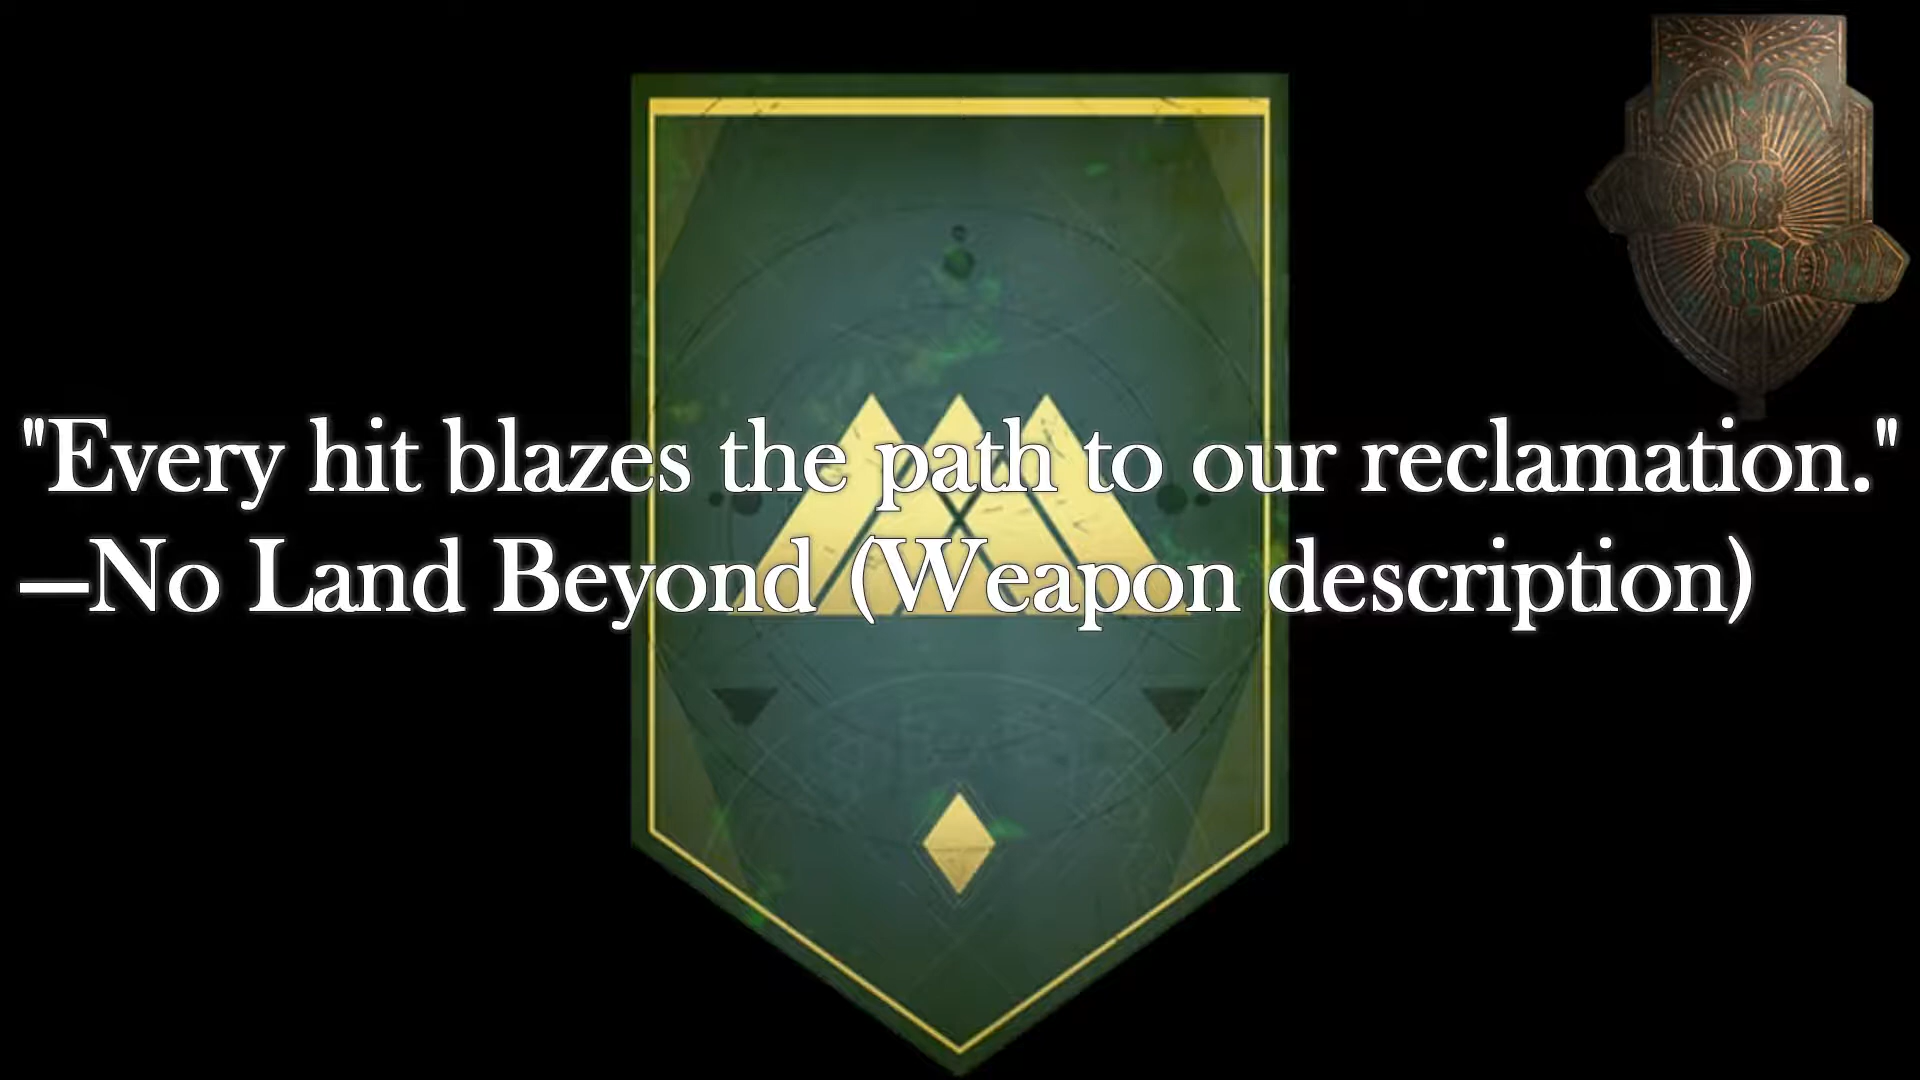 "Every hit blazes the path to our reclamation."
—No Land Beyond (Weapon description)